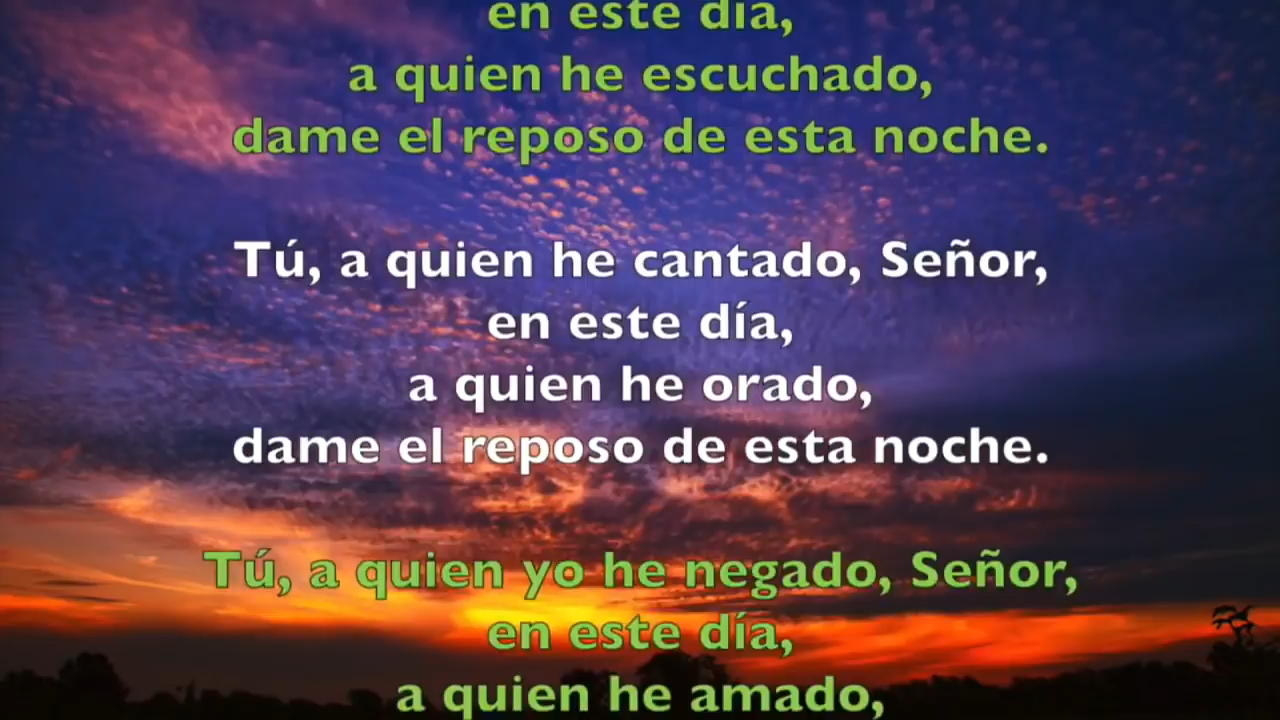 en este día,
a quien he escuchado,
dame el reposo de esta noche.
Tú, a quien he cantado, Señor,
en este día,
a quien he orado,
dame el reposo de esta noche.
Tú, a quien yo he negado, Señor,
en este día,
a quien he amado,